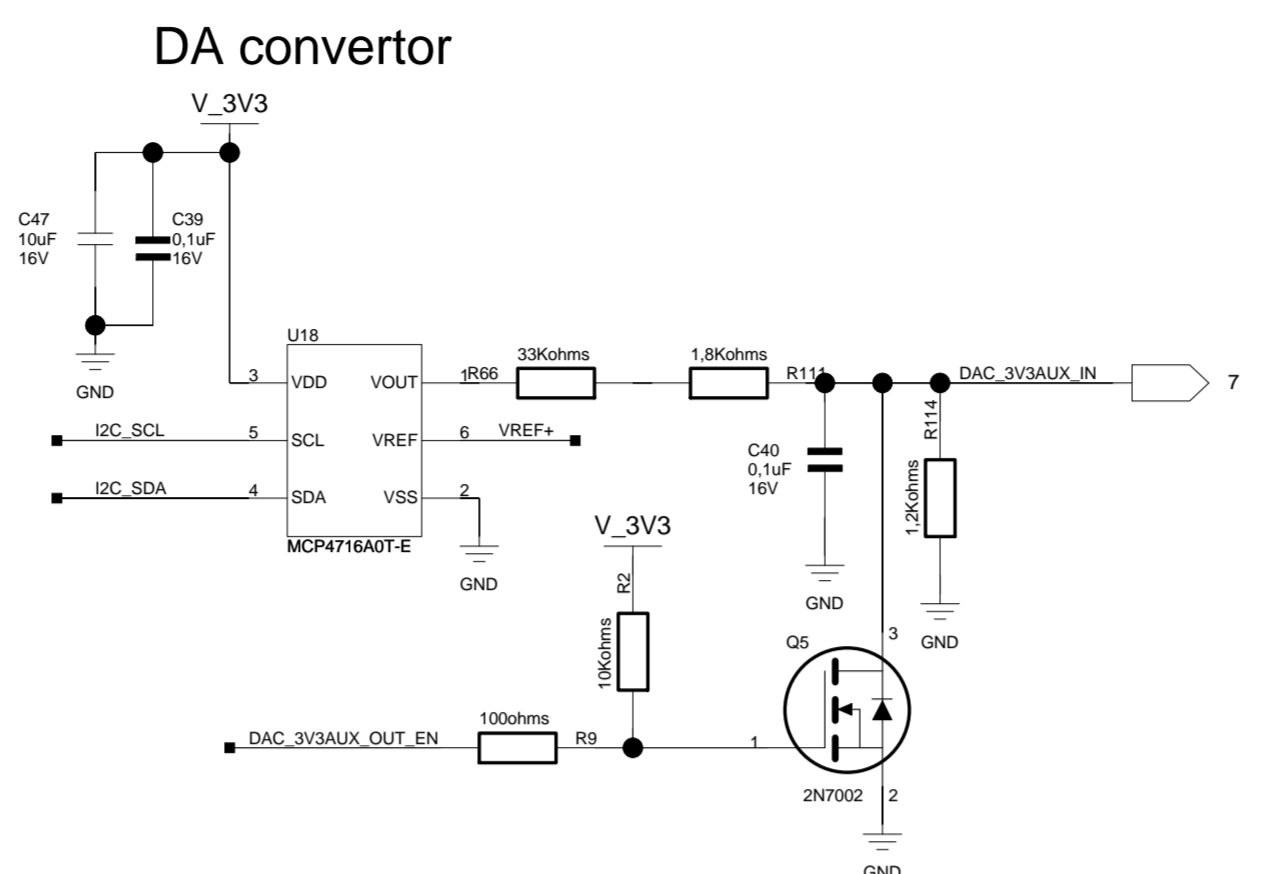 DA convertor
V_3V3
C47
10uF
16V
C39
0,1uF
16V
GND
U18
3
VDD
VOUT
1
R66
33Kohms
1,8Kohms
R111
DAC_3V3AUX_IN
7
I2C_SCL
5
SCL
VREF
6
VREF+
I2C_SDA
4
SDA
VSS
2
MCP4716A0T-E
GND
C40
0,1uF
16V
GND
R114
1,2Kohms
GND
V_3V3
R2
10Kohms
DAC_3V3AUX_OUT_EN
100ohms
R9
1
Q5
3
2N7002
2
GND